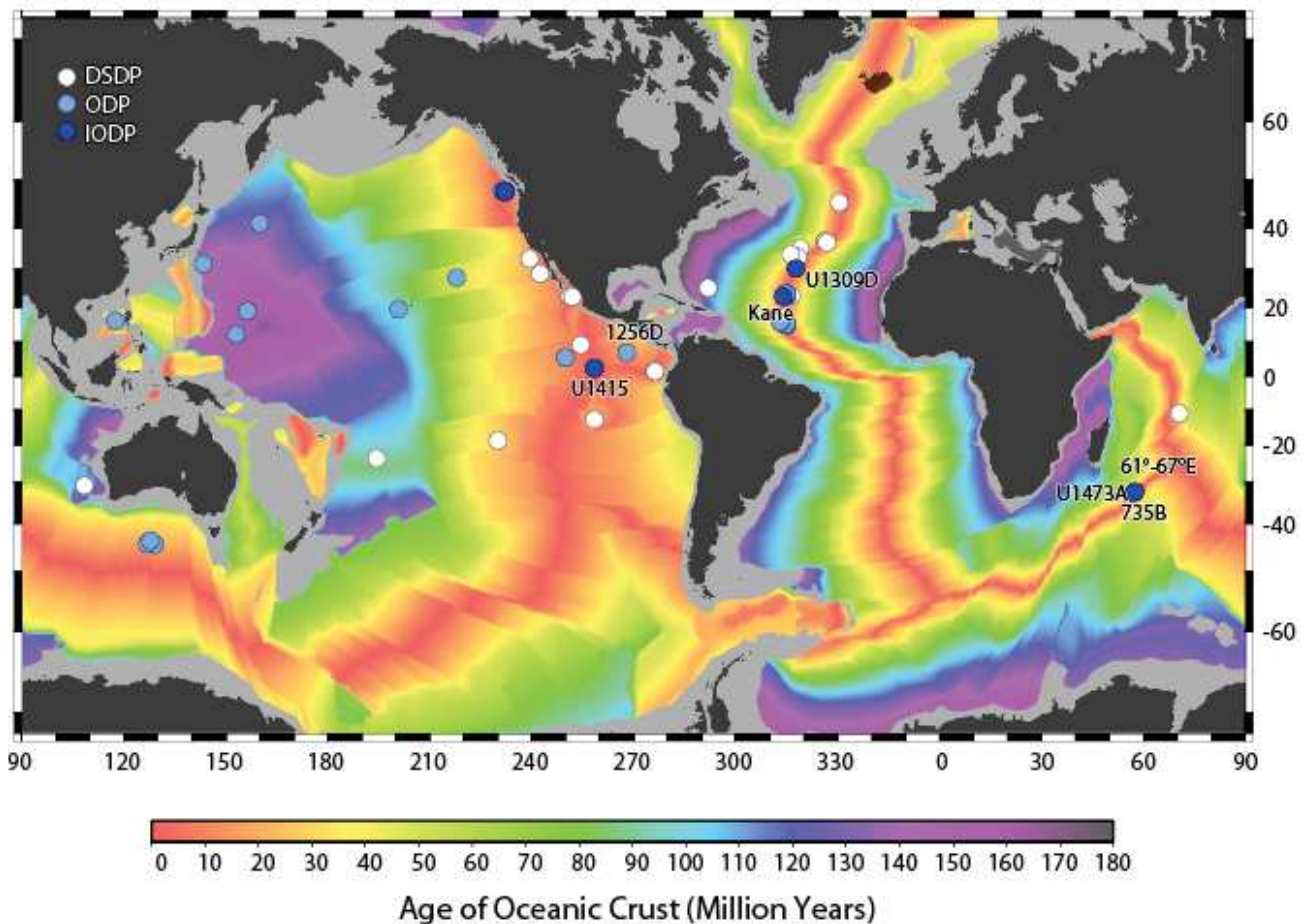 DSDP
ODP
IODP
60
40
U1309D
20
Kane
1256D
0
U1415
-20
61º-67ºE
U1473A
735B
-40
-60
90 120 150 180 210 240 270 300 330 0 30 60 90
0 10 20 30 40 50 60 70 80 90 100 110 120 130 140 150 160 170 180
Age of Oceanic Crust (Million Years)